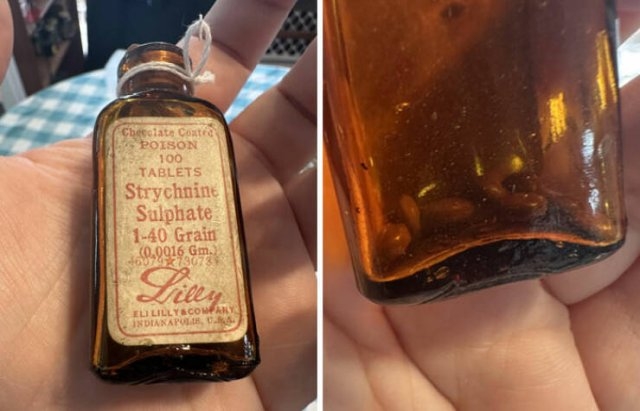 Chocolate Coated
POISON
100
TABLETS
Strychnine
Sulphate
1-40 Grain
(0.0016 Gm.)
Lilly
ELI LILLY & COMPANY
INDIANAPOLIS, U.S.A.